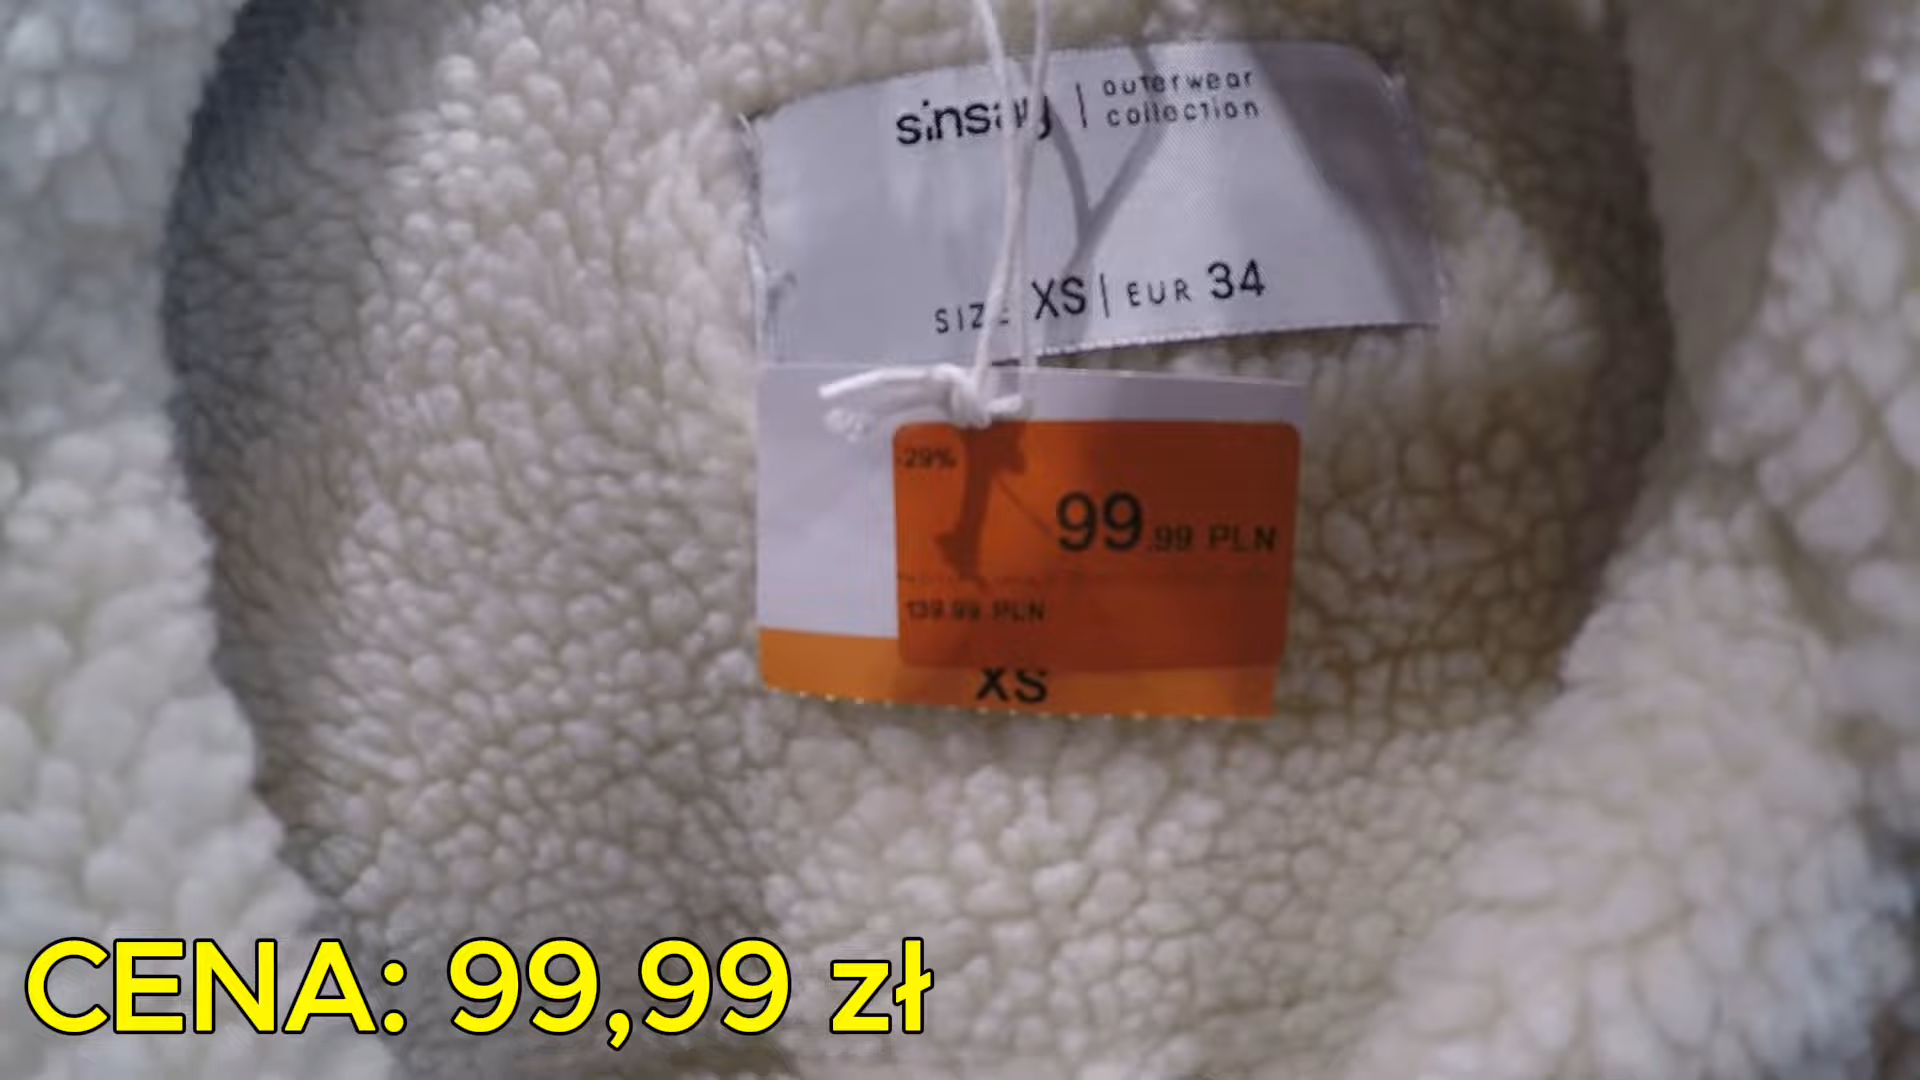 sinsay | outerwear
collection
SIZE XS | EUR 34
-29%
99.99 PLN
139.99 PLN
XS
CENA: 99,99 zł